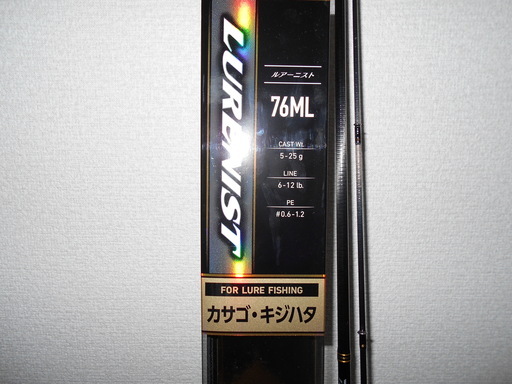 LURENIST
ルアーニスト
76ML
CAST Wt.
5-25 g
LINE
6-12 lb.
PE
#0.6-1.2
FOR LURE FISHING
カサゴ・キジハタ